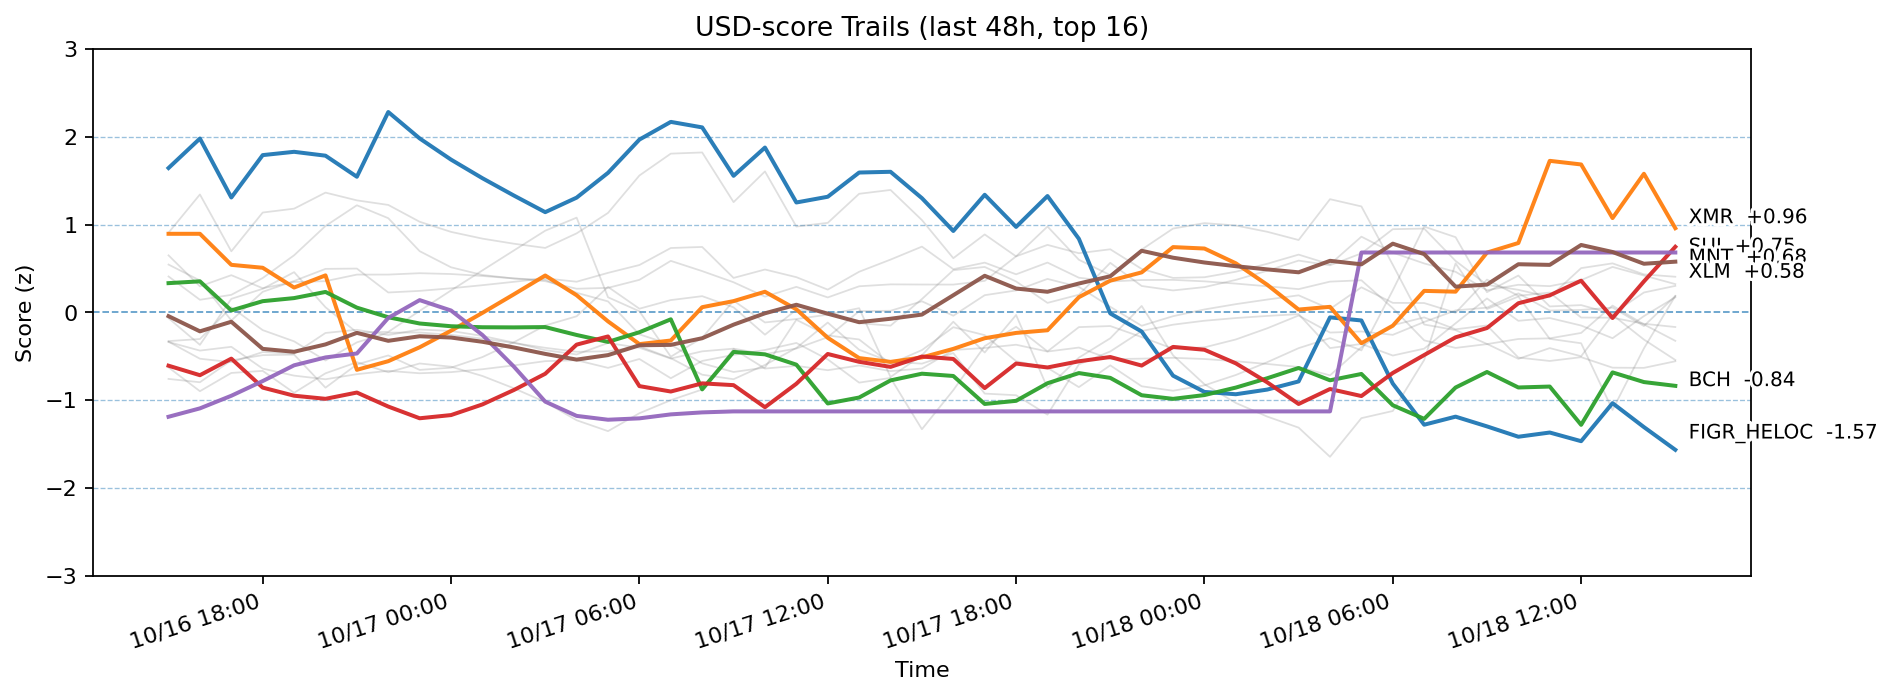 USD-score Trails (last 48h, top 16)
Score (z)
3
2
1
0
−1
−2
−3
XMR +0.96
SUI +0.75
MNT +0.68
XLM +0.58
BCH -0.84
FIGR_HELOC -1.57
10/16 18:00
10/17 00:00
10/17 06:00
10/17 12:00
10/17 18:00
10/18 00:00
10/18 06:00
10/18 12:00
Time